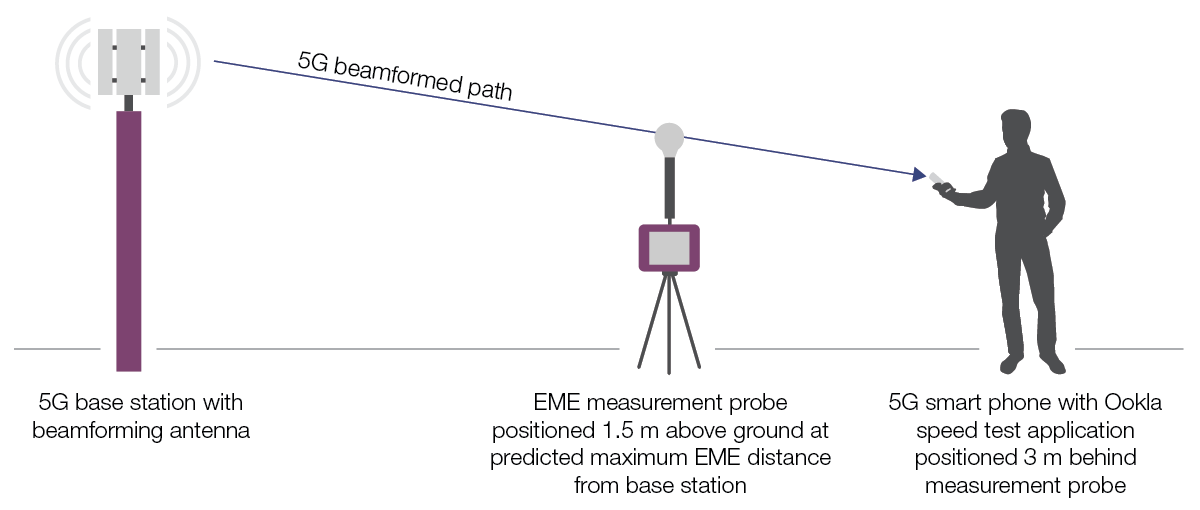 5G beamformed path
5G base station with
beamforming antenna
EME measurement probe
positioned 1.5 m above ground at
predicted maximum EME distance
from base station
5G smart phone with Ookla
speed test application
positioned 3 m behind
measurement probe